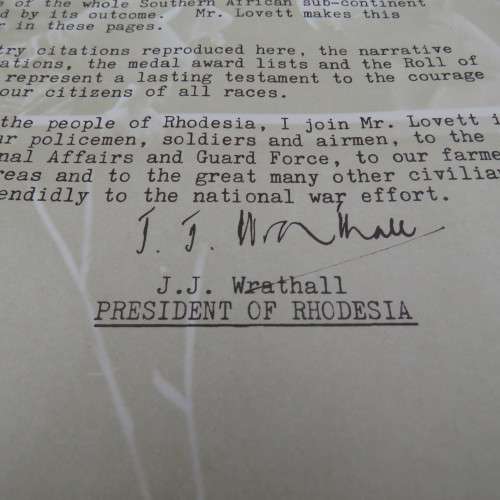 of the whole Southern African sub-continent
d by its outcome. Mr. Lovett makes this
r in these pages.
try citations reproduced here, the narrative
ations, the medal award lists and the Roll of
represent a lasting testament to the courage
our citizens of all races.
the people of Rhodesia, I join Mr. Lovett i
ur policemen, soldiers and airmen, to the
nal Affairs and Guard Force, to our farme
reas and to the great many other civilia
endidly to the national war effort.
J. J. Wrathall
J.J. Wrathall
PRESIDENT OF RHODESIA